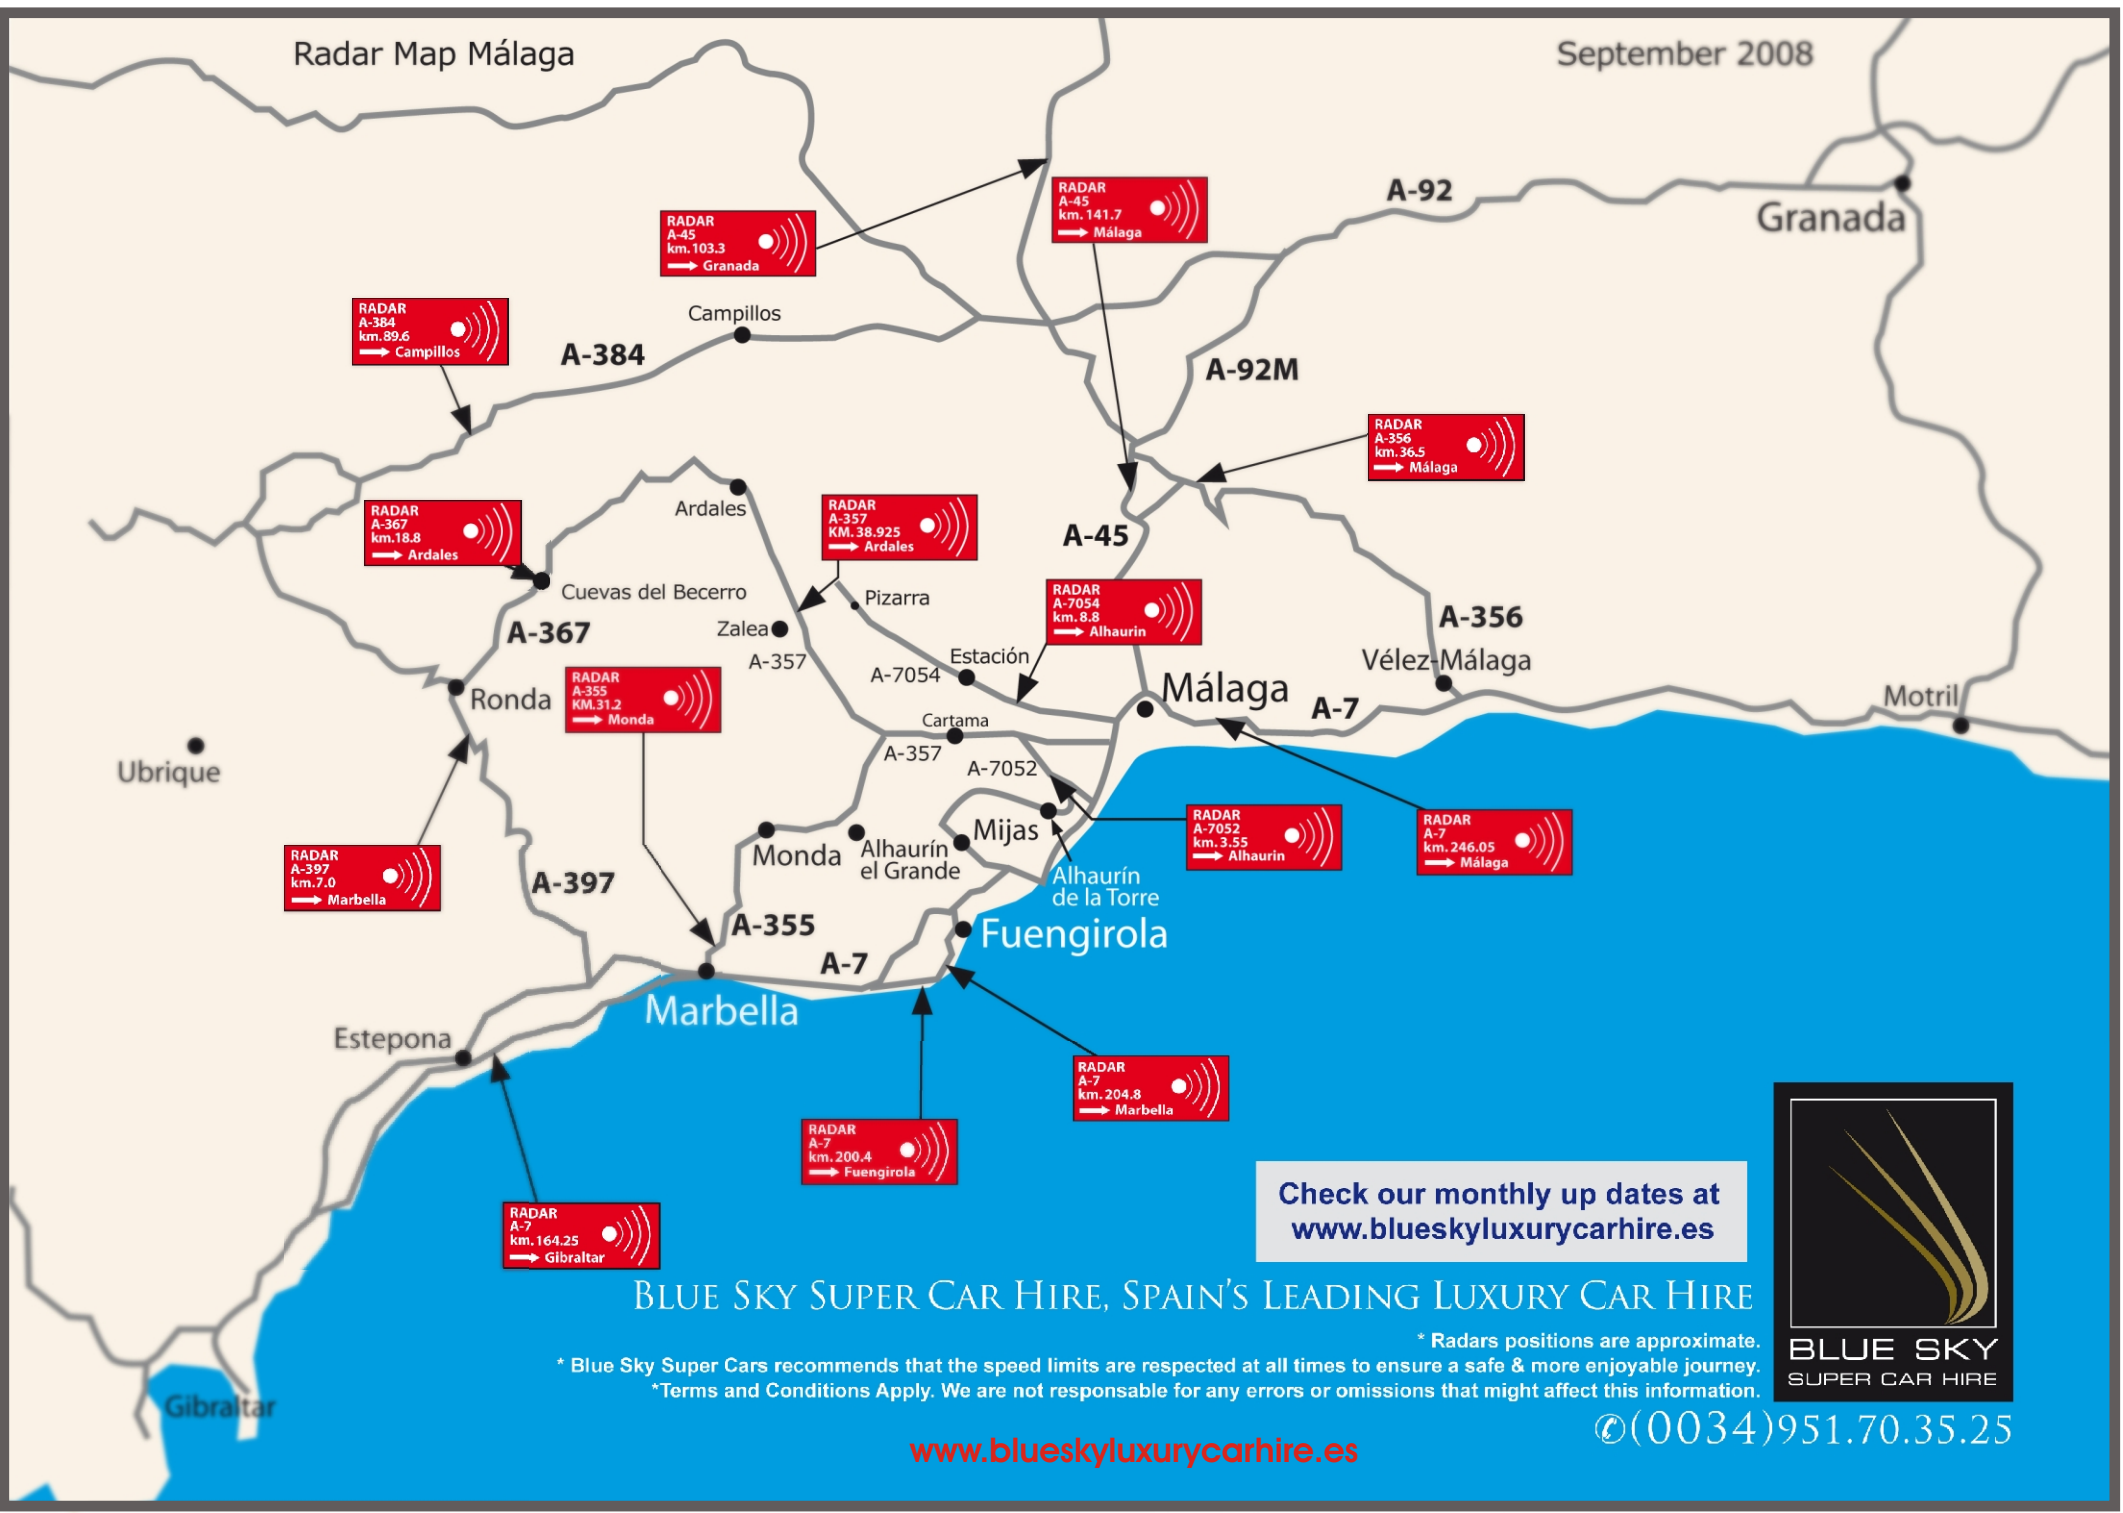 Radar Map Málaga
September 2008
RADAR
A-45
km.103.3
Granada
RADAR
A-45
km.141.7
Málaga
A-92
Granada
RADAR
A-384
km.89.6
Campillos
Campillos
A-384
A-92M
RADAR
A-356
km.36.5
Málaga
RADAR
A-367
km.18.8
Ardales
Ardales
RADAR
A-357
KM.38.925
Ardales
A-45
Cuevas del Becerro
Pizarra
RADAR
A-7054
km.8.8
Alhaurin
A-367
Zalea
A-357
A-356
Estación
A-7054
Vélez-Málaga
Ronda
RADAR
A-355
KM.31.2
Monda
Málaga
A-7
Motril
Cartama
A-357
Ubrique
A-7052
RADAR
A-397
km.7.0
Marbella
Monda
Alhaurín
el Grande
Mijas
RADAR
A-7052
km.3.55
Alhaurin
RADAR
A-7
km.246.05
Málaga
A-397
Alhaurín
de la Torre
A-355
Fuengirola
A-7
Marbella
Estepona
RADAR
A-7
km.204.8
Marbella
RADAR
A-7
km.200.4
Fuengirola
RADAR
A-7
km.164.25
Gibraltar
Check our monthly up dates at
www.blueskyluxurycarhire.es
Blue Sky Super Car Hire, Spain's Leading Luxury Car Hire
* Radars positions are approximate.
* Blue Sky Super Cars recommends that the speed limits are respected at all times to ensure a safe & more enjoyable journey.
*Terms and Conditions Apply. We are not responsable for any errors or omissions that might affect this information.
BLUE SKY
SUPER CAR HIRE
Gibraltar
✆(0034)951.70.35.25
www.blueskyluxurycarhire.es